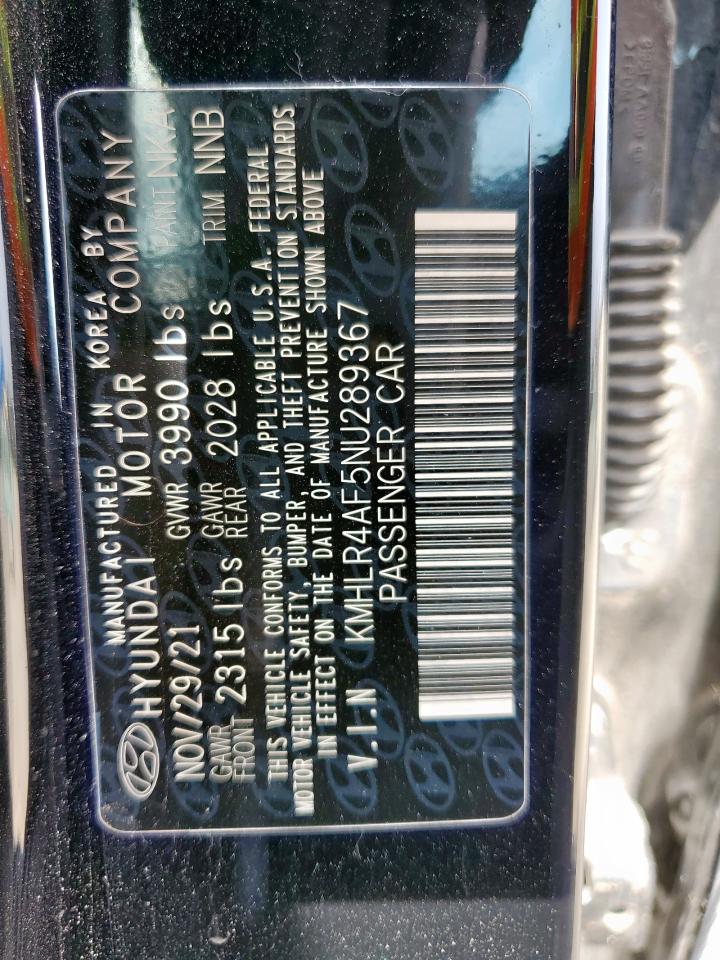 MANUFACTURED IN KOREA BY
HYUNDAI MOTOR COMPANY
NOV/29/21 GVWR 3990 lbs PAINT NKA
GAWR FRONT 2315 lbs GAWR REAR 2028 lbs TRIM NNB
THIS VEHICLE CONFORMS TO ALL APPLICABLE U.S.A. FEDERAL
MOTOR VEHICLE SAFETY, BUMPER, AND THEFT PREVENTION STANDARDS
IN EFFECT ON THE DATE OF MANUFACTURE SHOWN ABOVE
V.I.N KMHLR4AF5NU289367
PASSENGER CAR